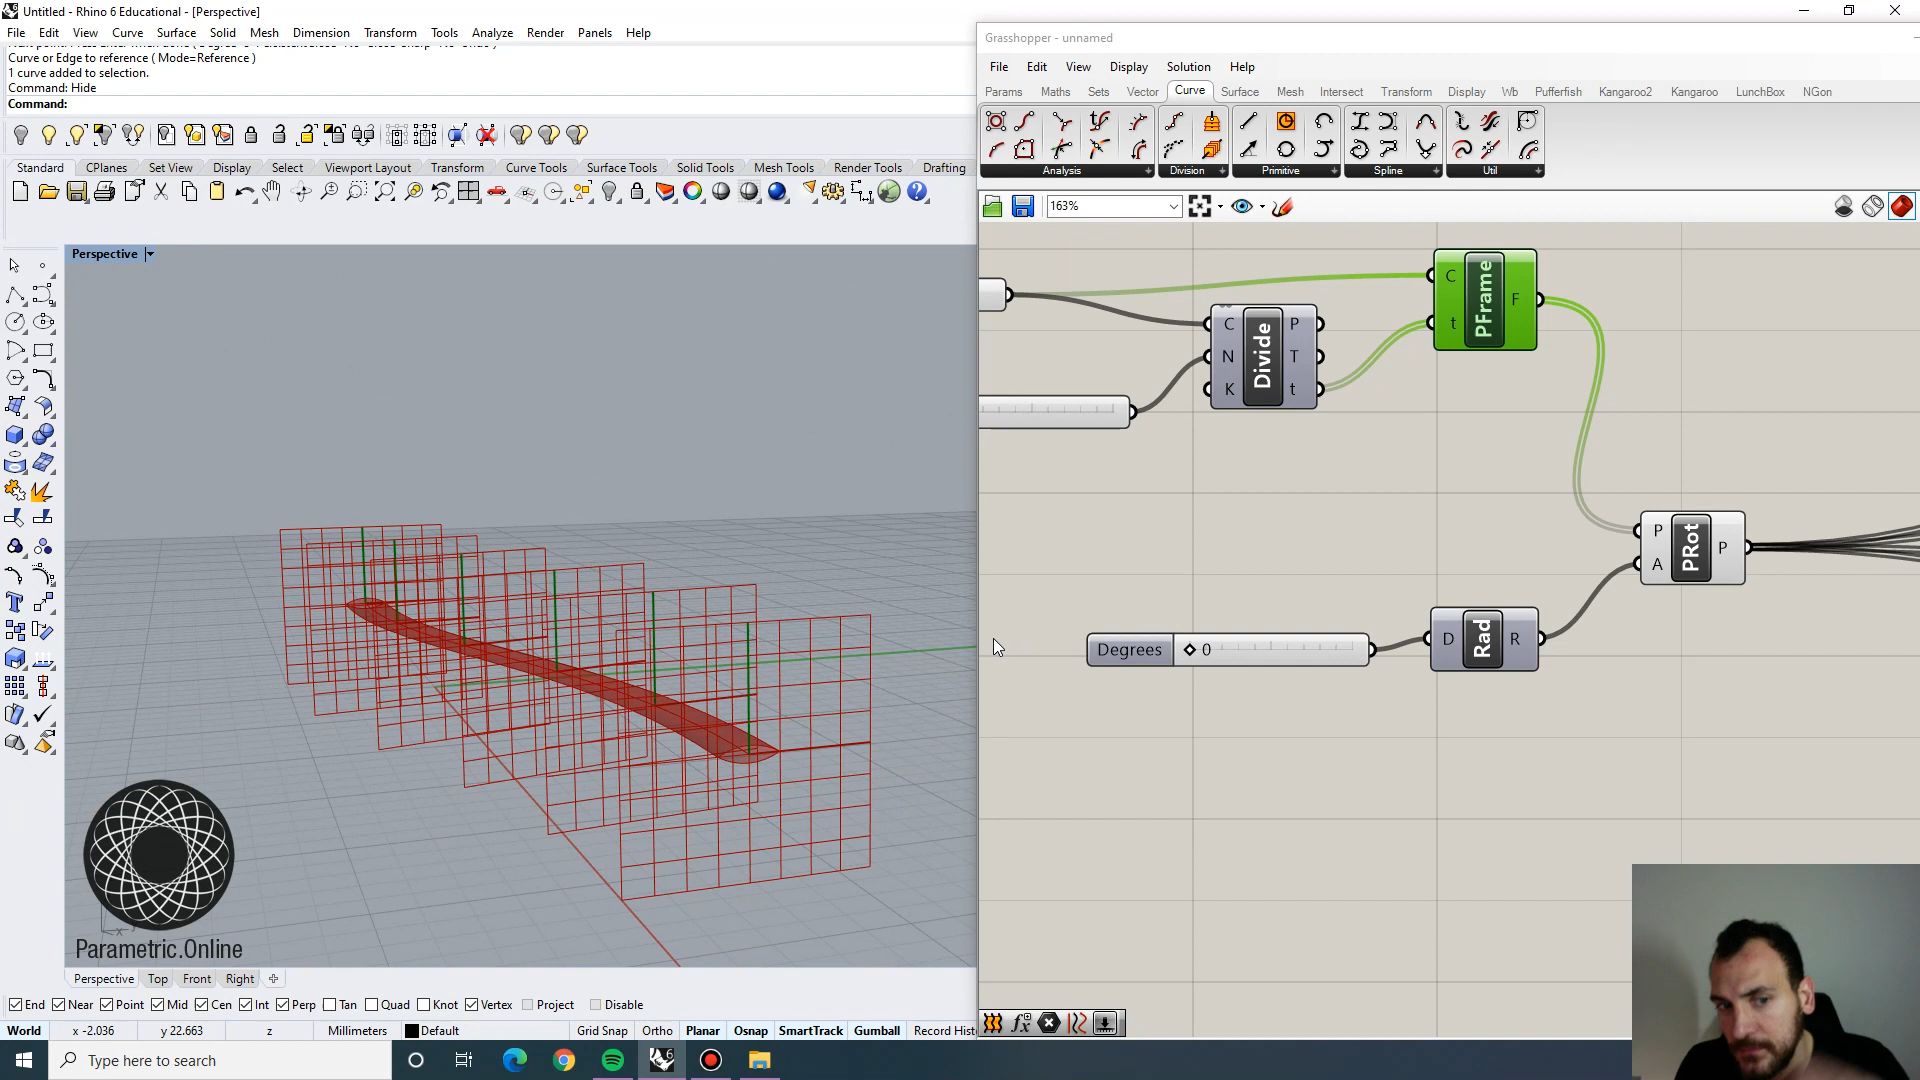 Untitled - Rhino 6 Educational - [Perspective]
File Edit View Curve Surface Solid Mesh Dimension Transform Tools Analyze Render Panels Help
Curve or Edge to reference ( Mode=Reference )
1 curve added to selection.
Command: Hide
Command:
Standard CPlanes Set View Display Select Viewport Layout Transform Curve Tools Surface Tools Solid Tools Mesh Tools Render Tools Drafting
Perspective
Parametric.Online
Perspective Top Front Right
End Near Point Mid Cen Int Perp Tan Quad Knot Vertex Project Disable
World x -2.036 y 22.663 z Millimeters Default Grid Snap Ortho Planar Osnap SmartTrack Gumball Record Histo
Type here to search
Grasshopper - unnamed
File Edit View Display Solution Help
Params Maths Sets Vector Curve Surface Mesh Intersect Transform Display Wb Pufferfish Kangaroo2 Kangaroo LunchBox NGon
Analysis Division Primitive Spline Util
163%
C t PFrame F
C N K Divide P T t
P A PRot P
Degrees 0
D Rad R